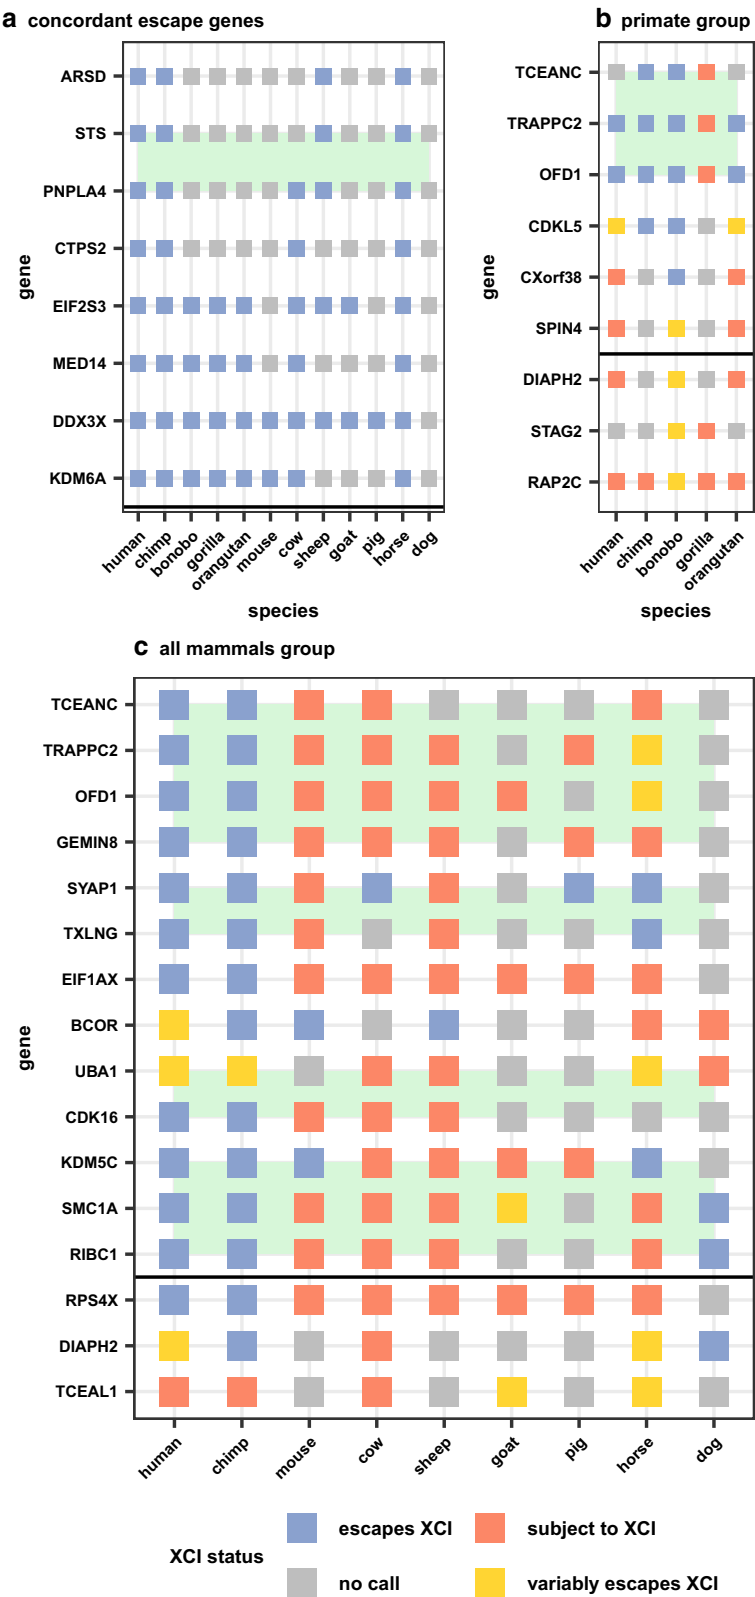 a concordant escape genes
ARSD
STS
PNPLA4
CTPS2
EIF2S3
MED14
DDX3X
KDM6A
gene
human
chimp
bonobo
gorilla
orangutan
mouse
cow
sheep
goat
pig
horse
dog
species
b primate group
TCEANC
TRAPPC2
OFD1
CDKL5
CXorf38
SPIN4
DIAPH2
STAG2
RAP2C
gene
human
chimp
bonobo
gorilla
orangutan
species
c all mammals group
TCEANC
TRAPPC2
OFD1
GEMIN8
SYAP1
TXLNG
EIF1AX
BCOR
UBA1
CDK16
KDM5C
SMC1A
RIBC1
RPS4X
DIAPH2
TCEAL1
gene
human
chimp
mouse
cow
sheep
goat
pig
horse
dog
XCI status
escapes XCI
subject to XCI
no call
variably escapes XCI